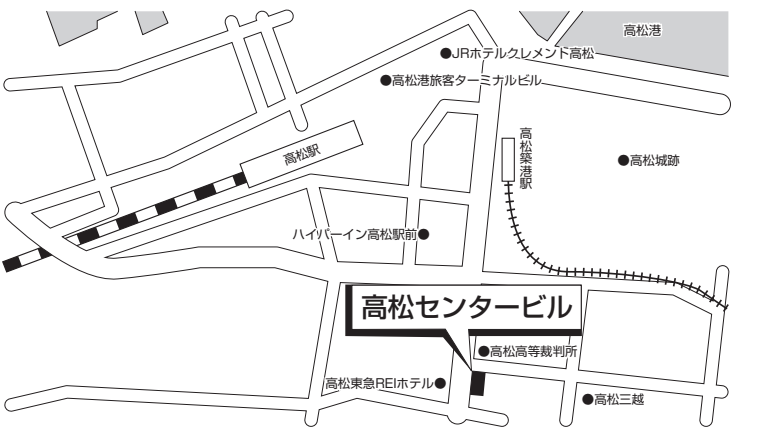 高松港
●JRホテルクレメント高松
●高松港旅客ターミナルビル
高松築港駅
高松駅
●高松城跡
ハイパーイン高松駅前●
高松センタービル
●高松高等裁判所
高松東急REIホテル●
●高松三越